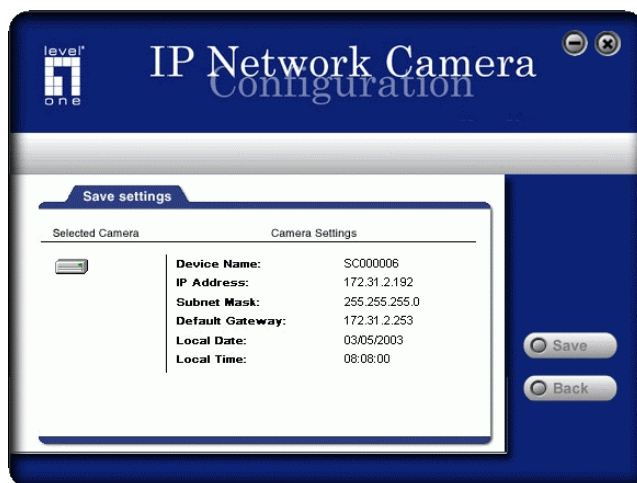 level
one
IP Network Camera
Configuration
Save settings
Selected Camera Camera Settings
Device Name: SC000006
IP Address: 172.31.2.192
Subnet Mask: 255.255.255.0
Default Gateway: 172.31.2.253
Local Date: 03/05/2003
Local Time: 08:08:00
Save
Back